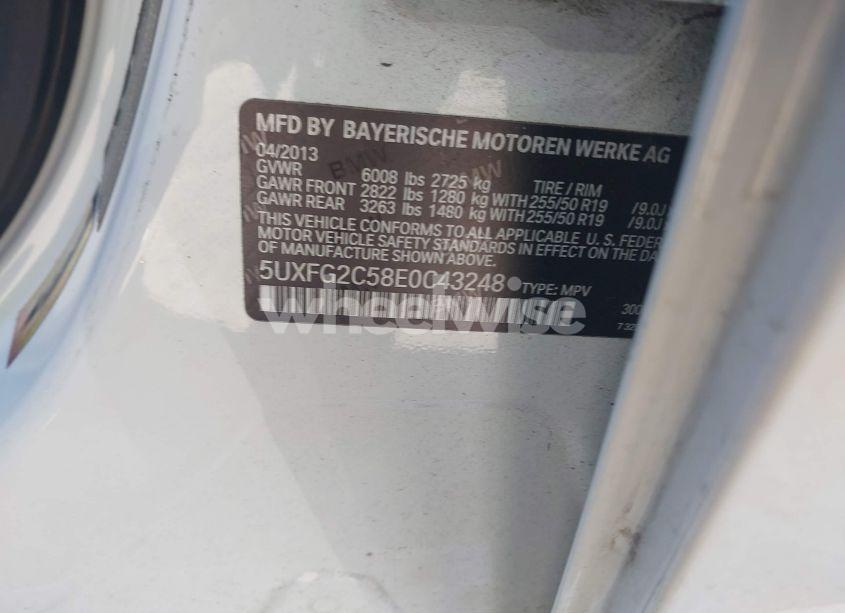 MFD BY BAYERISCHE MOTOREN WERKE AG
04/2013
GVWR 6008 lbs 2725 kg TIRE / RIM
GAWR FRONT 2822 lbs 1280 kg WITH 255/50 R19 /9.0J
GAWR REAR 3263 lbs 1480 kg WITH 255/50 R19 /9.0J
THIS VEHICLE CONFORMS TO ALL APPLICABLE U. S. FEDER
MOTOR VEHICLE SAFETY STANDARDS IN EFFECT ON THE DA
OF MANUFACTURE SHOWN ABOVE.
5UXFG2C58E0C43248 TYPE: MPV
300
wheelwise